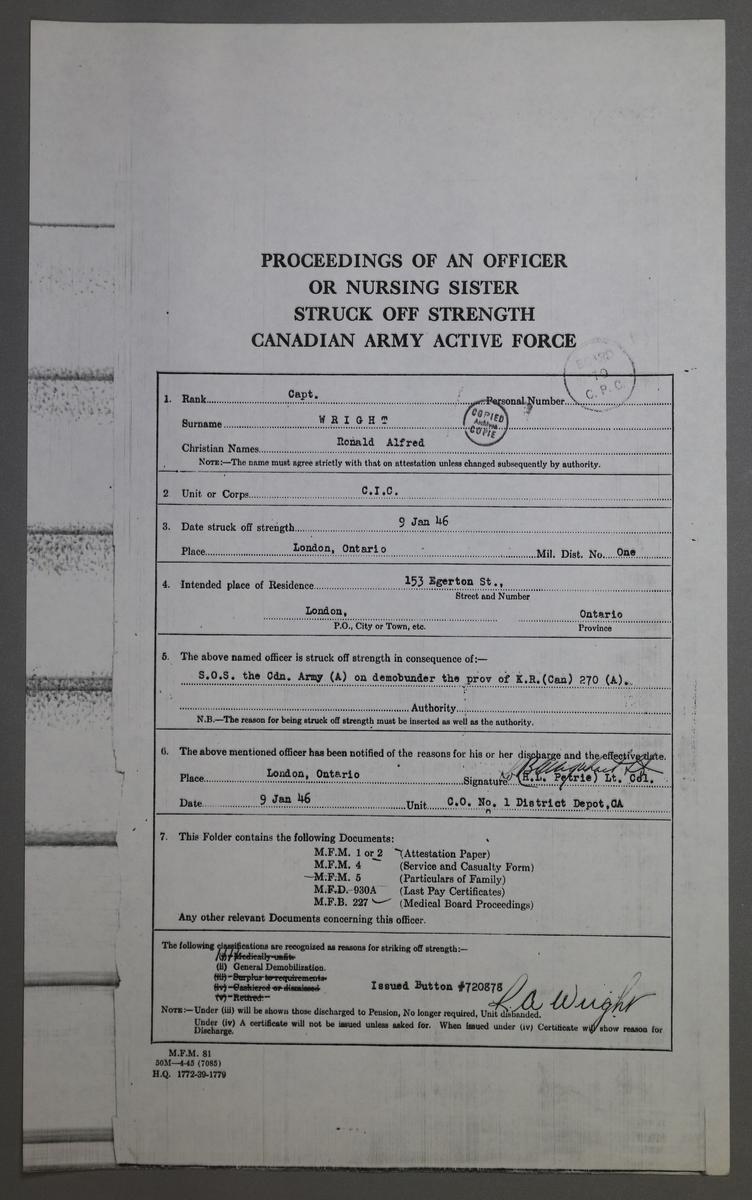 PROCEEDINGS OF AN OFFICER
OR NURSING SISTER
STRUCK OFF STRENGTH
CANADIAN ARMY ACTIVE FORCE
C.P.C.
1. Rank Capt. Personal Number
COPIED
COPIE
Surname W R I G H T
Christian Names Ronald Alfred
NOTE:—The name must agree strictly with that on attestation unless changed subsequently by authority.
2 Unit or Corps C.I.C.
3. Date struck off strength 9 Jan 46
Place London, Ontario Mil. Dist. No. One
4. Intended place of Residence 153 Egerton St.,
Street and Number
London, Ontario
P.O., City or Town, etc. Province
5. The above named officer is struck off strength in consequence of:—
S.O.S. the Cdn. Army (A) on demobunder the prov of K.R.(Can) 270 (A).
Authority
N.B.—The reason for being struck off strength must be inserted as well as the authority.
6. The above mentioned officer has been notified of the reasons for his or her discharge and the effective date.
Place London, Ontario Signature (H.L. Petrie) Lt. Col.
Date 9 Jan 46 Unit C.O. No. 1 District Depot,CA
7. This Folder contains the following Documents:
M.F.M. 1 or 2 (Attestation Paper)
M.F.M. 4 (Service and Casualty Form)
M.F.M. 5 (Particulars of Family)
M.F.D. 930A (Last Pay Certificates)
M.F.B. 227 (Medical Board Proceedings)
Any other relevant Documents concerning this officer.
The following classifications are recognized as reasons for striking off strength:—
(i) Medically unfit
(ii) General Demobilization.
(iii) Surplus to requirements
(iv) Cashiered or dismissed
(v) Retired.
Issued Button #720878
R A Wright
NOTE:—Under (iii) will be shown those discharged to Pension, No longer required, Unit disbanded.
Under (iv) A certificate will not be issued unless asked for. When issued under (iv) Certificate will show reason for
Discharge.
M.F.M. 81
50M—4-45 (7085)
H.Q. 1772-39-1779